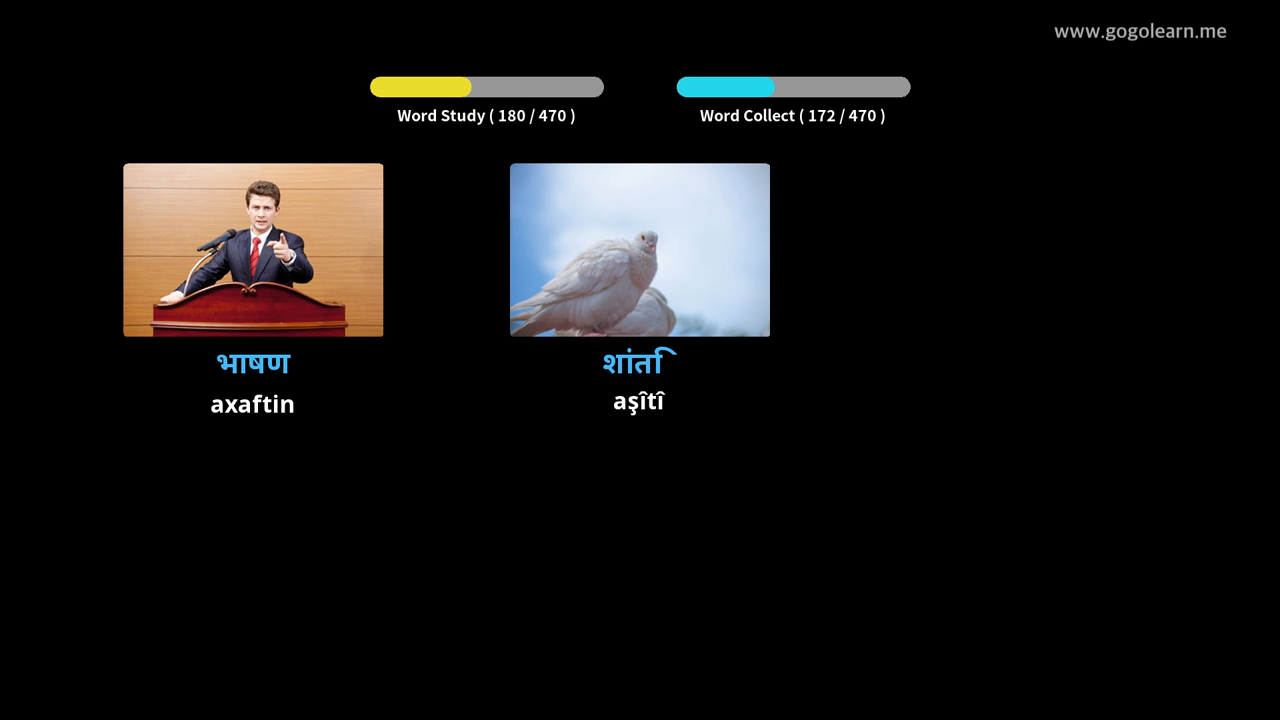 www.gogolearn.me
Word Study ( 180 / 470 )
Word Collect ( 172 / 470 )
भाषण
शांति
axaftin
aşîtî